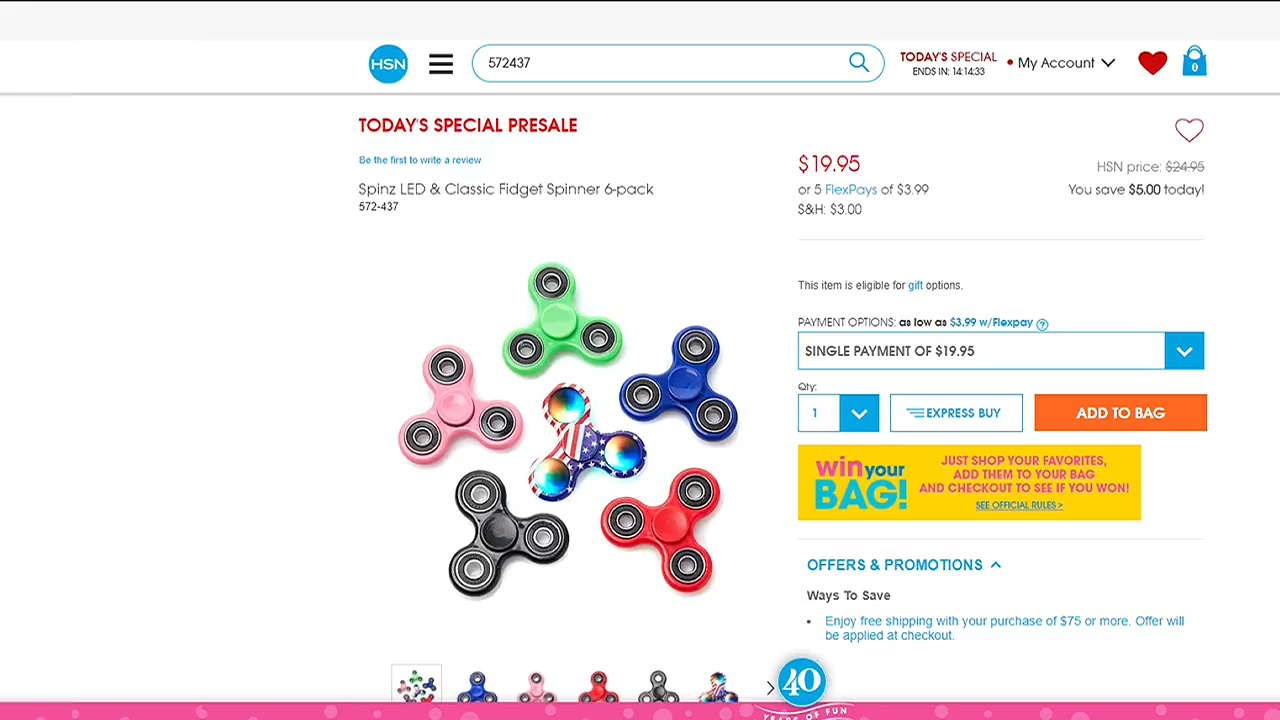 HSN
572437
TODAY'S SPECIAL
ENDS IN: 14:14:33
• My Account
0
TODAY'S SPECIAL PRESALE
Be the first to write a review
Spinz LED & Classic Fidget Spinner 6-pack
572-437
$19.95
HSN price: $24.95
or 5 FlexPays of $3.99
You save $5.00 today!
S&H: $3.00
This item is eligible for gift options.
PAYMENT OPTIONS: as low as $3.99 w/Flexpay ?
SINGLE PAYMENT OF $19.95
Qty:
1
EXPRESS BUY
ADD TO BAG
win your
BAG!
JUST SHOP YOUR FAVORITES,
ADD THEM TO YOUR BAG
AND CHECKOUT TO SEE IF YOU WON!
SEE OFFICIAL RULES >
OFFERS & PROMOTIONS
Ways To Save
• Enjoy free shipping with your purchase of $75 or more. Offer will
be applied at checkout.
40
YEARS OF FUN